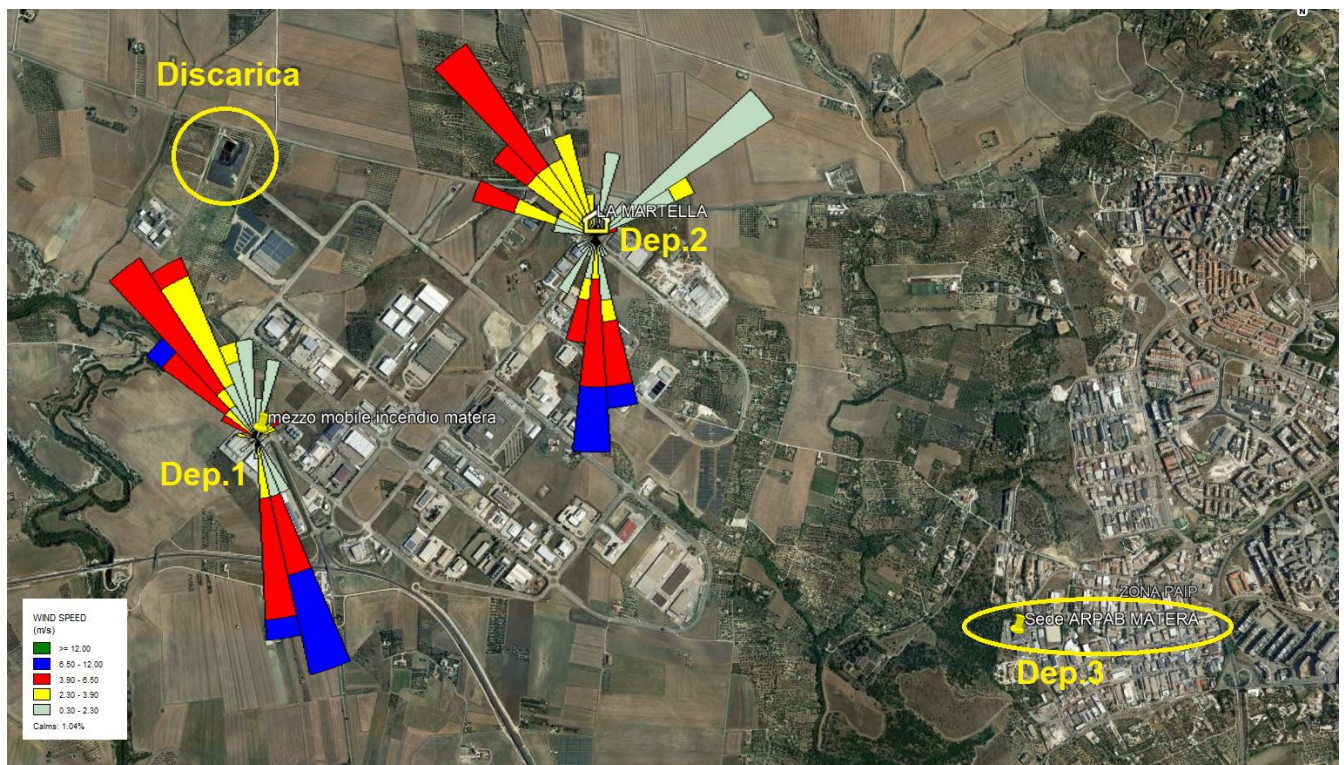 N
Discarica
LA MARTELLA
Dep.2
mezzo mobile incendio matera
Dep.1
ZONA PAIP
Sede ARPAB MATERA
Dep.3
WIND SPEED
(m/s)
>= 12.00
6.50 - 12.00
3.90 - 6.50
2.30 - 3.90
0.30 - 2.30
Calms: 1.04%